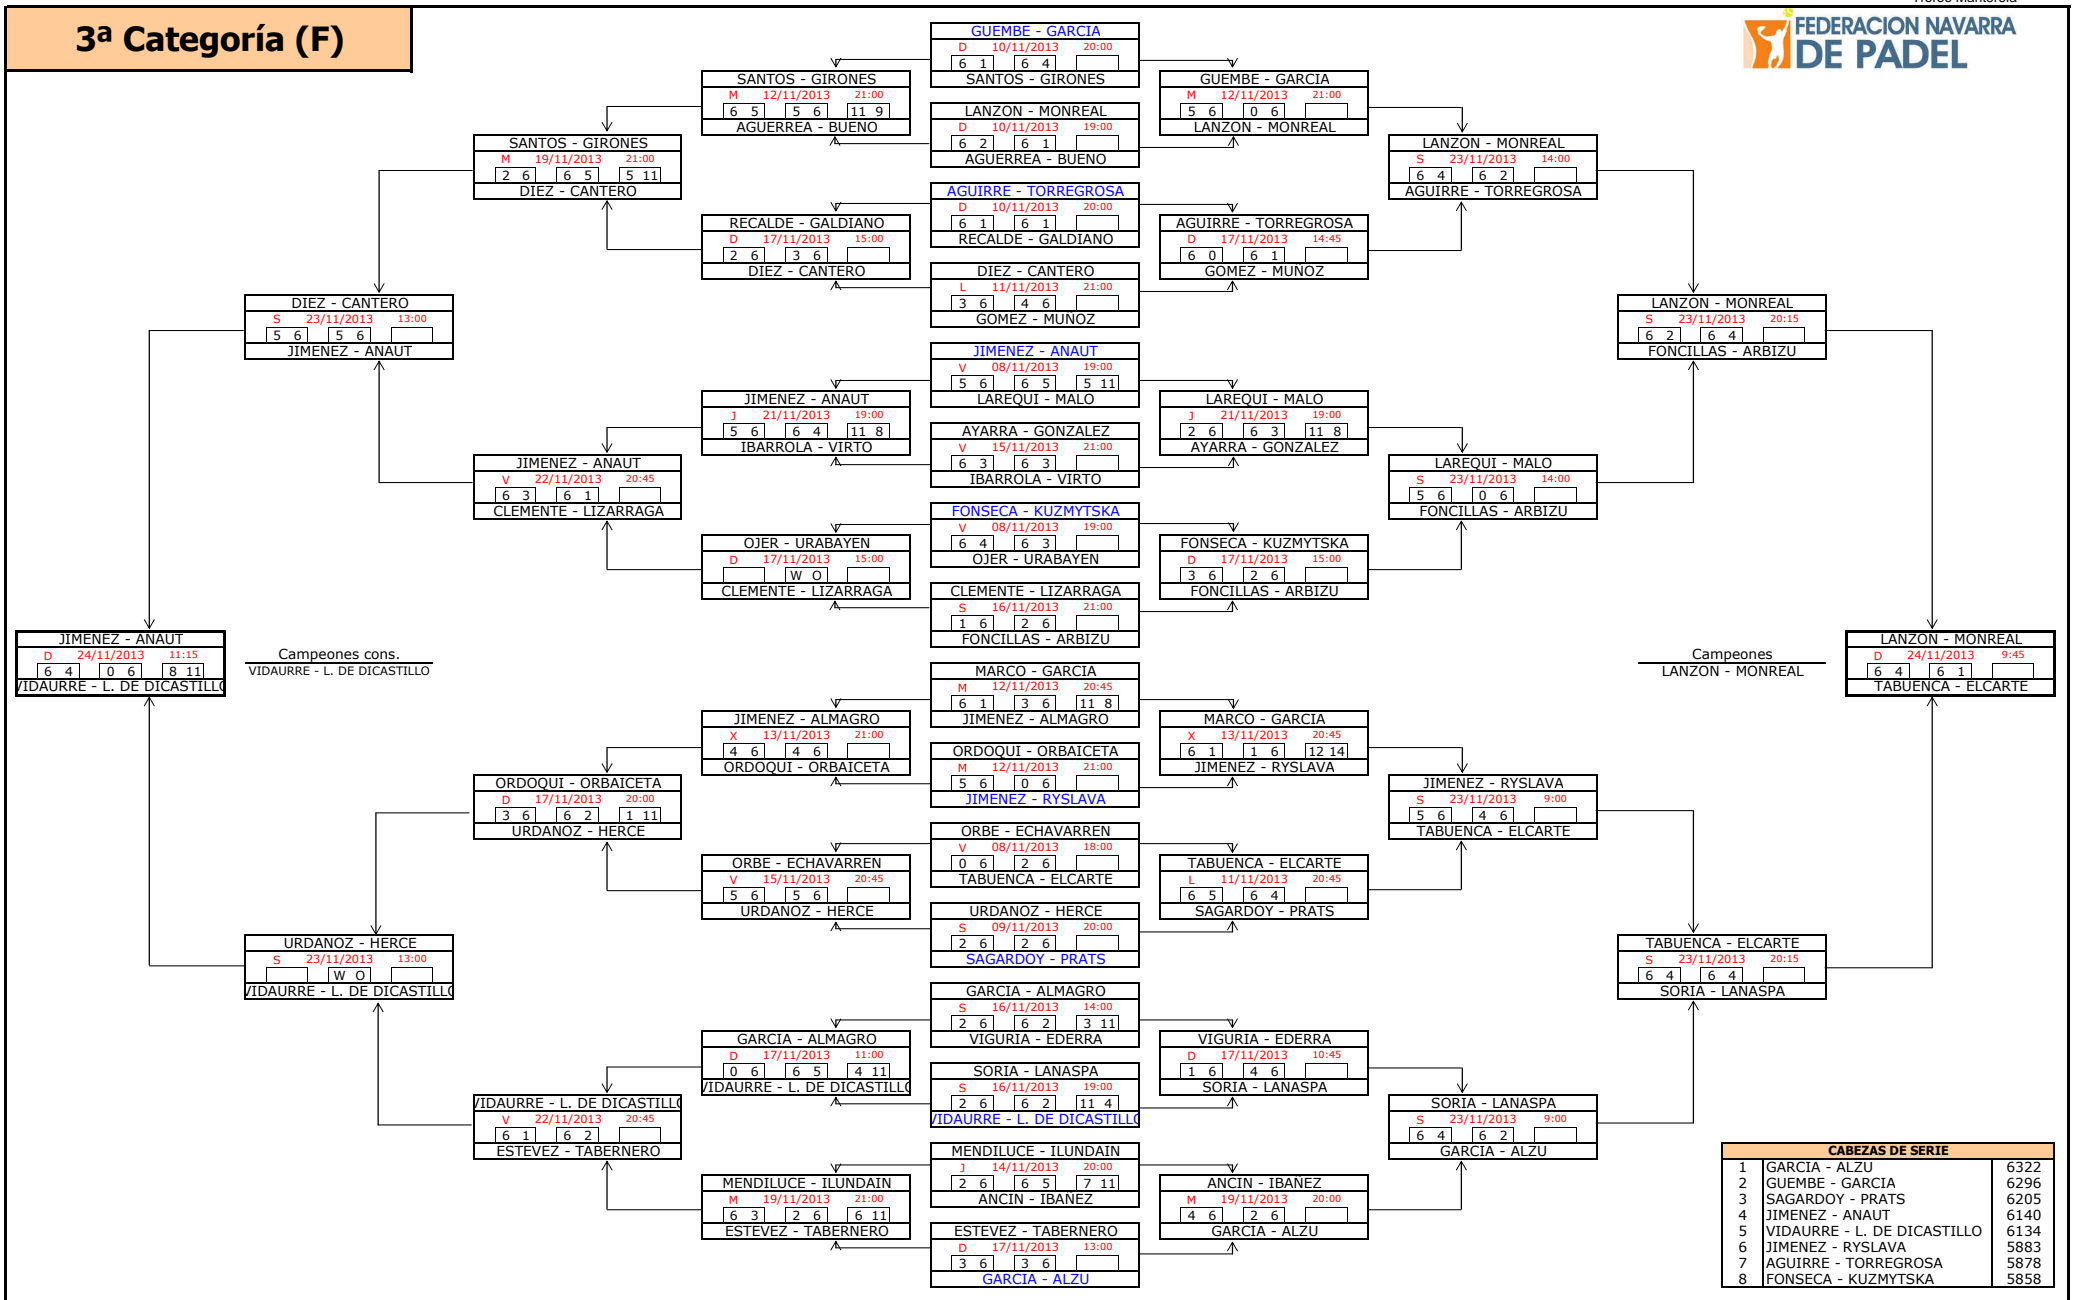 3ª Categoría (F)
FEDERACION NAVARRA
DE PADEL
GUEMBE - GARCIA
D 10/11/2013 20:00
6 1 6 4
SANTOS - GIRONES
LANZON - MONREAL
D 10/11/2013 19:00
6 2 6 1
AGUERREA - BUENO
AGUIRRE - TORREGROSA
D 10/11/2013 20:00
6 1 6 1
RECALDE - GALDIANO
DIEZ - CANTERO
L 11/11/2013 21:00
3 6 4 6
GOMEZ - MUÑOZ
JIMENEZ - ANAUT
V 08/11/2013 19:00
5 6 6 5 5 11
LAREQUI - MALO
AYARRA - GONZALEZ
V 15/11/2013 21:00
6 3 6 3
IBARROLA - VIRTO
FONSECA - KUZMYTSKA
V 08/11/2013 19:00
6 4 6 3
OJER - URABAYEN
CLEMENTE - LIZARRAGA
S 16/11/2013 21:00
1 6 2 6
FONCILLAS - ARBIZU
MARCO - GARCIA
M 12/11/2013 20:45
6 1 3 6 11 8
JIMENEZ - ALMAGRO
ORDOQUI - ORBAICETA
M 12/11/2013 21:00
5 6 0 6
JIMENEZ - RYSLAVA
ORBE - ECHAVARREN
V 08/11/2013 18:00
0 6 2 6
TABUENCA - ELCARTE
URDANOZ - HERCE
S 09/11/2013 20:00
2 6 2 6
SAGARDOY - PRATS
GARCIA - ALMAGRO
S 16/11/2013 14:00
2 6 6 2 3 11
VIGURIA - EDERRA
SORIA - LANASPA
S 16/11/2013 19:00
2 6 6 2 11 4
VIDAURRE - L. DE DICASTILLO
MENDILUCE - ILUNDAIN
J 14/11/2013 20:00
2 6 6 5 7 11
ANCIN - IBAÑEZ
ESTEVEZ - TABERNERO
D 17/11/2013 13:00
3 6 3 6
GARCIA - ALZU
SANTOS - GIRONES
M 12/11/2013 21:00
6 5 5 6 11 9
AGUERREA - BUENO
RECALDE - GALDIANO
D 17/11/2013 15:00
2 6 3 6
DIEZ - CANTERO
JIMENEZ - ANAUT
J 21/11/2013 19:00
5 6 6 4 11 8
IBARROLA - VIRTO
OJER - URABAYEN
D 17/11/2013 15:00
W O
CLEMENTE - LIZARRAGA
JIMENEZ - ALMAGRO
X 13/11/2013 21:00
4 6 4 6
ORDOQUI - ORBAICETA
ORBE - ECHAVARREN
V 15/11/2013 20:45
5 6 5 6
URDANOZ - HERCE
GARCIA - ALMAGRO
D 17/11/2013 11:00
0 6 6 5 4 11
VIDAURRE - L. DE DICASTILLO
MENDILUCE - ILUNDAIN
M 19/11/2013 21:00
6 3 2 6 6 11
ESTEVEZ - TABERNERO
SANTOS - GIRONES
M 19/11/2013 21:00
2 6 6 5 5 11
DIEZ - CANTERO
JIMENEZ - ANAUT
V 22/11/2013 20:45
6 3 6 1
CLEMENTE - LIZARRAGA
ORDOQUI - ORBAICETA
D 17/11/2013 20:00
3 6 6 2 1 11
URDANOZ - HERCE
VIDAURRE - L. DE DICASTILLO
V 22/11/2013 20:45
6 1 6 2
ESTEVEZ - TABERNERO
DIEZ - CANTERO
S 23/11/2013 13:00
5 6 5 6
JIMENEZ - ANAUT
URDANOZ - HERCE
S 23/11/2013 13:00
W O
VIDAURRE - L. DE DICASTILLO
JIMENEZ - ANAUT
D 24/11/2013 11:15
6 4 0 6 8 11
VIDAURRE - L. DE DICASTILLO
Campeones cons.
VIDAURRE - L. DE DICASTILLO
GUEMBE - GARCIA
M 12/11/2013 21:00
5 6 0 6
LANZON - MONREAL
AGUIRRE - TORREGROSA
D 17/11/2013 14:45
6 0 6 1
GOMEZ - MUÑOZ
LAREQUI - MALO
J 21/11/2013 19:00
2 6 6 3 11 8
AYARRA - GONZALEZ
FONSECA - KUZMYTSKA
D 17/11/2013 15:00
3 6 2 6
FONCILLAS - ARBIZU
MARCO - GARCIA
X 13/11/2013 20:45
6 1 1 6 12 14
JIMENEZ - RYSLAVA
TABUENCA - ELCARTE
L 11/11/2013 20:45
6 5 6 4
SAGARDOY - PRATS
VIGURIA - EDERRA
D 17/11/2013 10:45
1 6 4 6
SORIA - LANASPA
ANCIN - IBAÑEZ
M 19/11/2013 20:00
4 6 2 6
GARCIA - ALZU
LANZON - MONREAL
S 23/11/2013 14:00
6 4 6 2
AGUIRRE - TORREGROSA
LAREQUI - MALO
S 23/11/2013 14:00
5 6 0 6
FONCILLAS - ARBIZU
JIMENEZ - RYSLAVA
S 23/11/2013 9:00
5 6 4 6
TABUENCA - ELCARTE
SORIA - LANASPA
S 23/11/2013 9:00
6 4 6 2
GARCIA - ALZU
LANZON - MONREAL
S 23/11/2013 20:15
6 2 6 4
FONCILLAS - ARBIZU
TABUENCA - ELCARTE
S 23/11/2013 20:15
6 4 6 4
SORIA - LANASPA
Campeones
LANZON - MONREAL
LANZON - MONREAL
D 24/11/2013 9:45
6 4 6 1
TABUENCA - ELCARTE
CABEZAS DE SERIE
1 GARCIA - ALZU 6322
2 GUEMBE - GARCIA 6296
3 SAGARDOY - PRATS 6205
4 JIMENEZ - ANAUT 6140
5 VIDAURRE - L. DE DICASTILLO 6134
6 JIMENEZ - RYSLAVA 5883
7 AGUIRRE - TORREGROSA 5878
8 FONSECA - KUZMYTSKA 5858